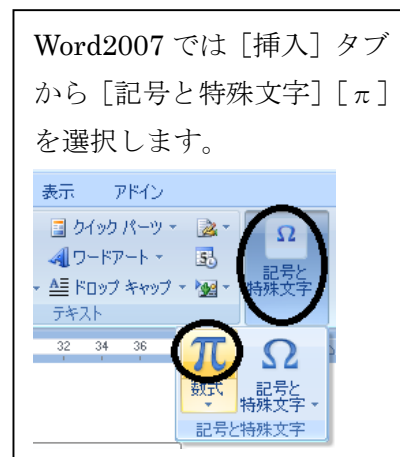 Word2007 では［挿入］タブ
から［記号と特殊文字］［π］
を選択します。
表示 アドイン
クイック パーツ
ワードアート
ドロップ キャップ
テキスト
Ω
記号と
特殊文字
32 34 36
π Ω
数式 記号と
特殊文字
記号と特殊文字